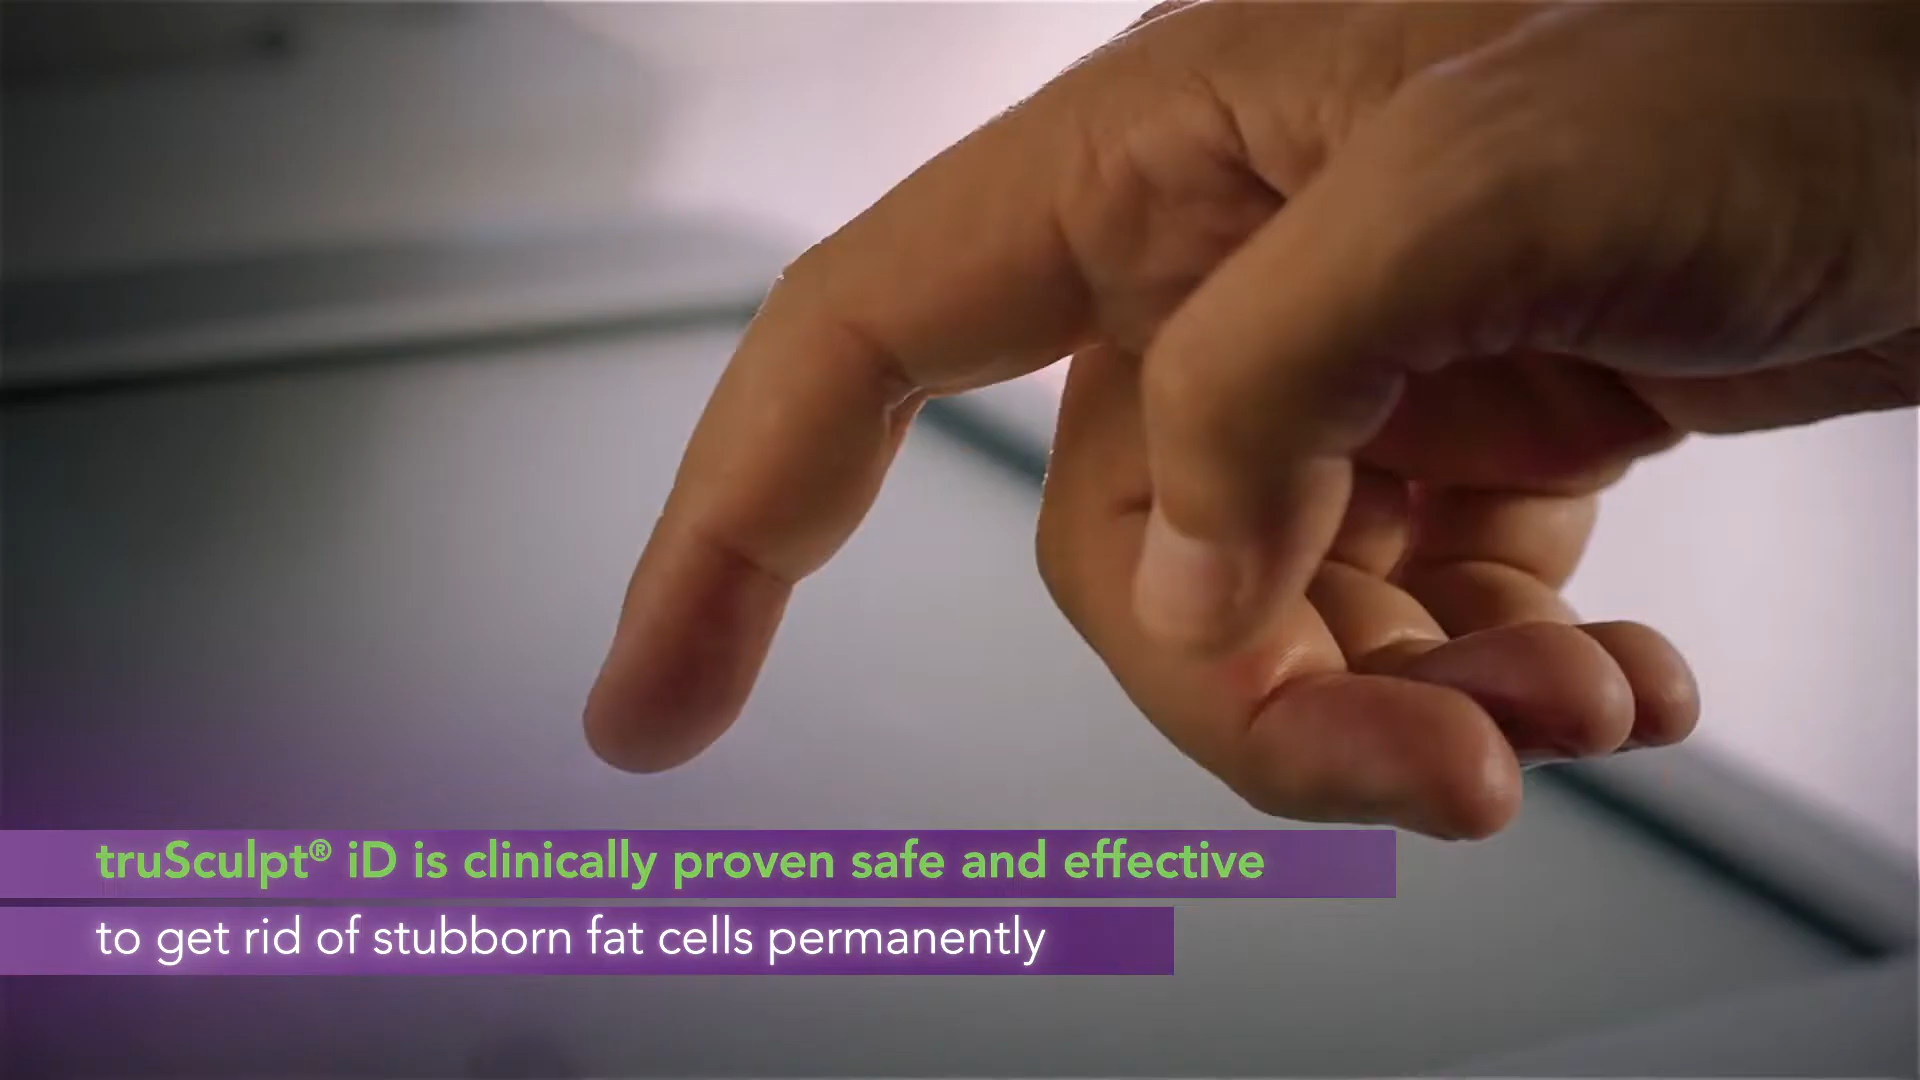 truSculpt® iD is clinically proven safe and effective
to get rid of stubborn fat cells permanently